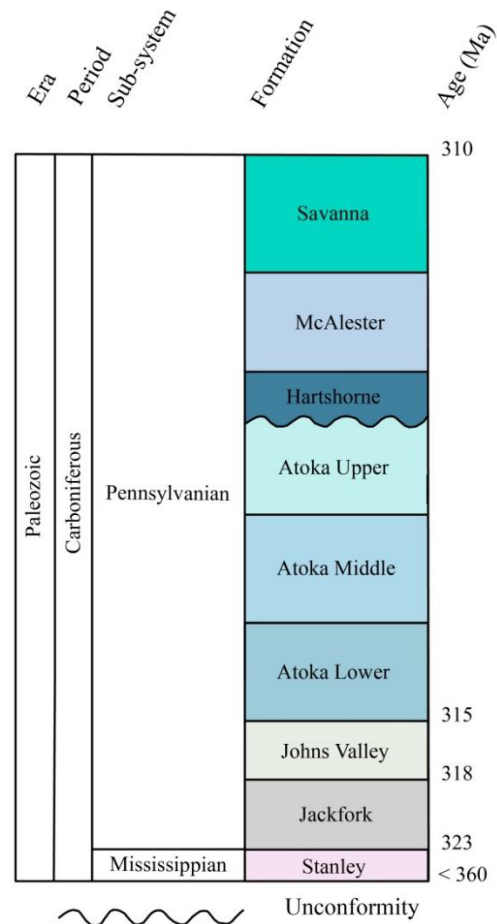 Era
Period
Sub-system
Formation
Age (Ma)
310
Savanna
McAlester
Hartshorne
Atoka Upper
Paleozoic
Carboniferous
Pennsylvanian
Atoka Middle
Atoka Lower
315
Johns Valley
318
Jackfork
323
Mississippian
Stanley
< 360
Unconformity